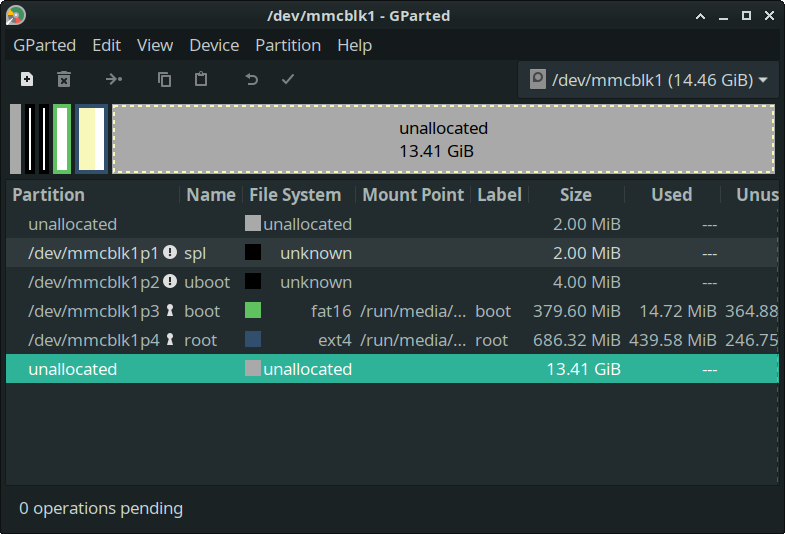 /dev/mmcblk1 - GParted
GParted Edit View Device Partition Help
/dev/mmcblk1 (14.46 GiB)
unallocated
13.41 GiB
Partition Name File System Mount Point Label Size Used Unus
unallocated unallocated 2.00 MiB ---
/dev/mmcblk1p1 spl unknown 2.00 MiB ---
/dev/mmcblk1p2 uboot unknown 4.00 MiB ---
/dev/mmcblk1p3 boot fat16 /run/media/... boot 379.60 MiB 14.72 MiB 364.88
/dev/mmcblk1p4 root ext4 /run/media/... root 686.32 MiB 439.58 MiB 246.75
unallocated unallocated 13.41 GiB ---
0 operations pending